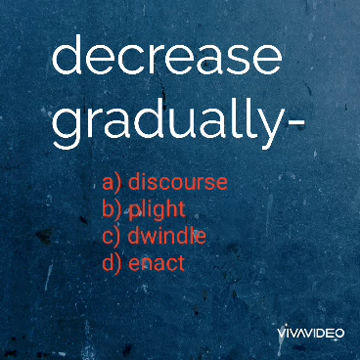 decrease
gradually-
a) discourse
b) plight
c) dwindle
d) enact
VIVAVIDEO